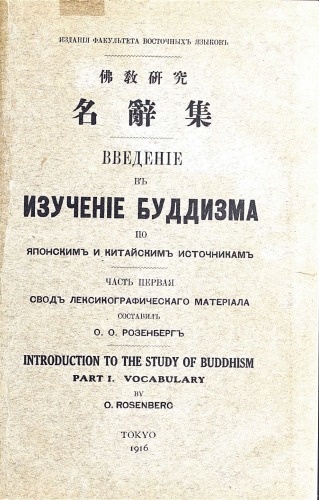 ИЗДАНІЯ ФАКУЛЬТЕТА ВОСТОЧНЫХЪ ЯЗЫКОВЪ
佛教研究
名辭集
ВВЕДЕНІЕ
ВЪ
ИЗУЧЕНІЕ БУДДИЗМА
ПО
ЯПОНСКИМЪ И КИТАЙСКИМЪ ИСТОЧНИКАМЪ
ЧАСТЬ ПЕРВАЯ
СВОДЪ ЛЕКСИКОГРАФИЧЕСКАГО МАТЕРІАЛА
СОСТАВИЛЪ
О. О. РОЗЕНБЕРГЪ
INTRODUCTION TO THE STUDY OF BUDDHISM
PART I. VOCABULARY
BY
O. ROSENBERG
TOKYO
1916